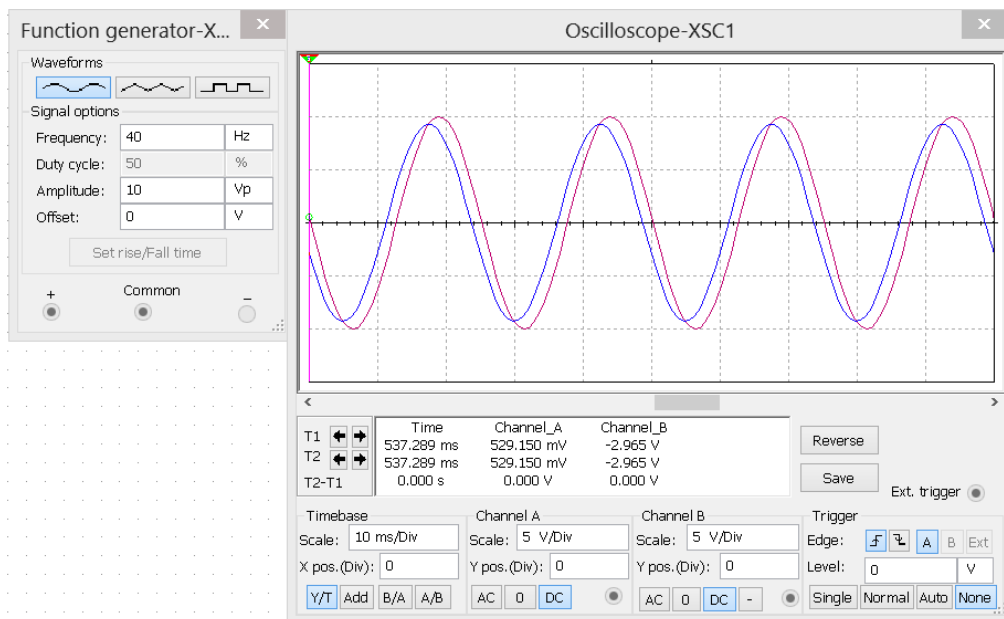 Function generator-X...
Waveforms
Signal options
Frequency: 40 Hz
Duty cycle: 50 %
Amplitude: 10 Vp
Offset: 0 V
Set rise/Fall time
+ Common −
Oscilloscope-XSC1
Time Channel_A Channel_B
T1 537.289 ms 529.150 mV -2.965 V
T2 537.289 ms 529.150 mV -2.965 V
T2-T1 0.000 s 0.000 V 0.000 V
Reverse
Save
Ext. trigger
Timebase
Scale: 10 ms/Div
X pos.(Div): 0
Y/T Add B/A A/B
Channel A
Scale: 5 V/Div
Y pos.(Div): 0
AC 0 DC
Channel B
Scale: 5 V/Div
Y pos.(Div): 0
AC 0 DC -
Trigger
Edge: A B Ext
Level: 0 V
Single Normal Auto None